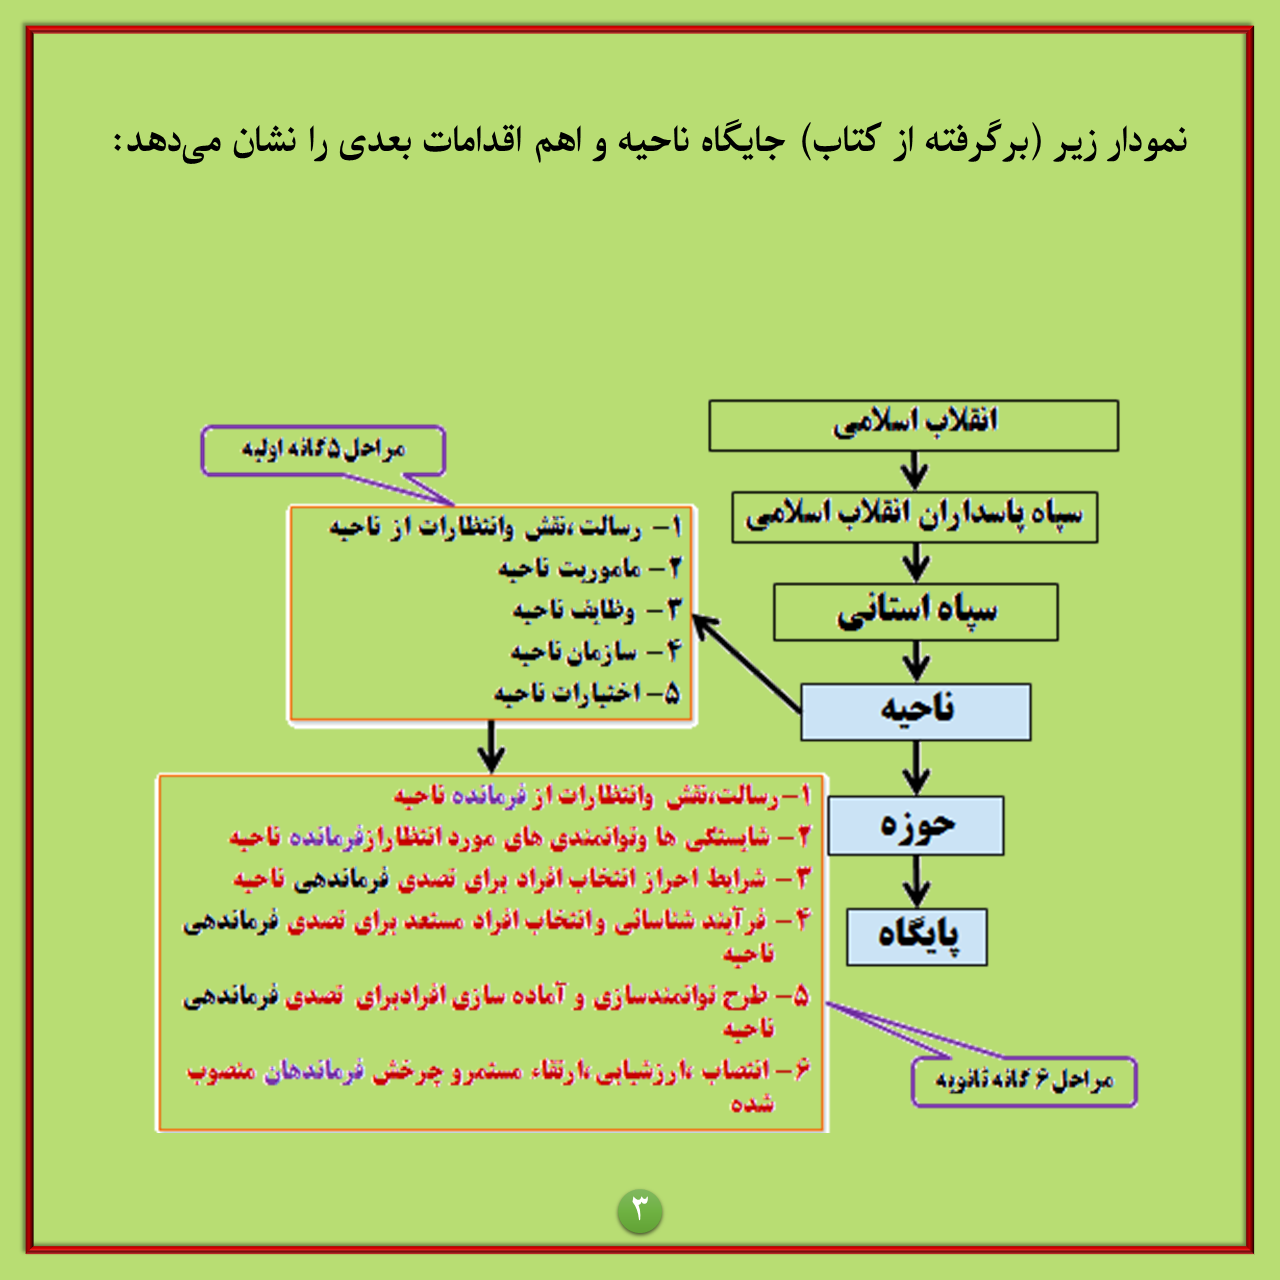 نمودار زیر (برگرفته از کتاب) جایگاه ناحیه و اهم اقدامات بعدی را نشان می‌دهد:
انقلاب اسلامی
سپاه پاسداران انقلاب اسلامی
سپاه استانی
ناحیه
حوزه
پایگاه
مراحل۵گانه اولیه
۱- رسالت،نقش وانتظارات از ناحیه
۲- ماموریت ناحیه
۳- وظایف ناحیه
۴- سازمان ناحیه
۵- اختیارات ناحیه
۱-رسالت،نقش وانتظارات از فرمانده ناحیه
۲- شایستگی ها وتوانمندی های مورد انتظارازفرمانده ناحیه
۳- شرایط احراز انتخاب افراد برای تصدی فرماندهی ناحیه
۴- فرآیند شناسائی وانتخاب افراد مستعد برای تصدی فرماندهی
ناحیه
۵- طرح توانمندسازی و آماده سازی افرادبرای تصدی فرماندهی
ناحیه
۶- انتصاب ،ارزشیابی،ارتقاء مستمرو چرخش فرماندهان منصوب
شده
مراحل۶گانه ثانویه
۳